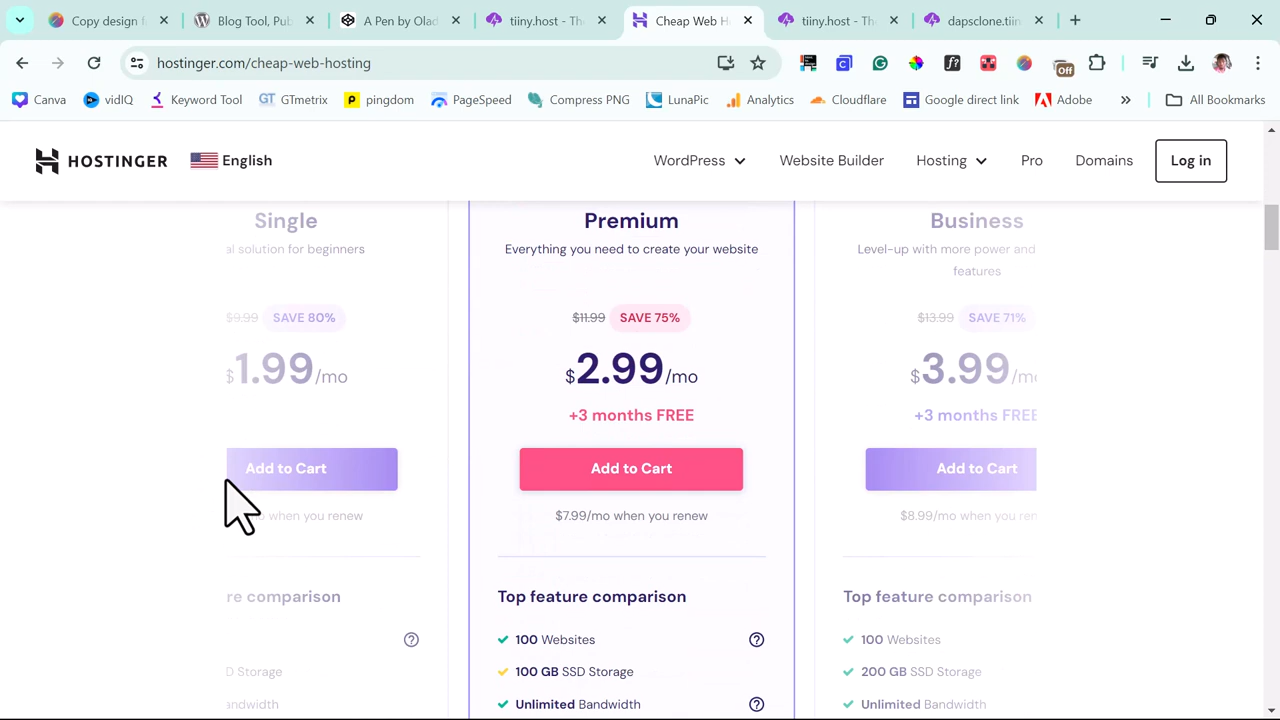 Copy design f
Blog Tool, Pub
A Pen by Olad
tiiny.host - The
Cheap Web H
tiiny.host - The
dapsclone.tiin
hostinger.com/cheap-web-hosting
Off
Canva
vidIQ
Keyword Tool
GT GTmetrix
pingdom
PageSpeed
Compress PNG
LunaPic
Analytics
Cloudflare
Google direct link
Adobe
All Bookmarks
HOSTINGER
English
WordPress
Website Builder
Hosting
Pro
Domains
Log in
Single
al solution for beginners
$9.99 SAVE 80%
$1.99/mo
Add to Cart
mo when you renew
re comparison
D Storage
andwidth
Premium
Everything you need to create your website
$11.99 SAVE 75%
$2.99/mo
+3 months FREE
Add to Cart
$7.99/mo when you renew
Top feature comparison
100 Websites
100 GB SSD Storage
Unlimited Bandwidth
Business
Level-up with more power and
features
$13.99 SAVE 71%
$3.99/mo
+3 months FREE
Add to Cart
$8.99/mo when you ren
Top feature comparison
100 Websites
200 GB SSD Storage
Unlimited Bandwidth